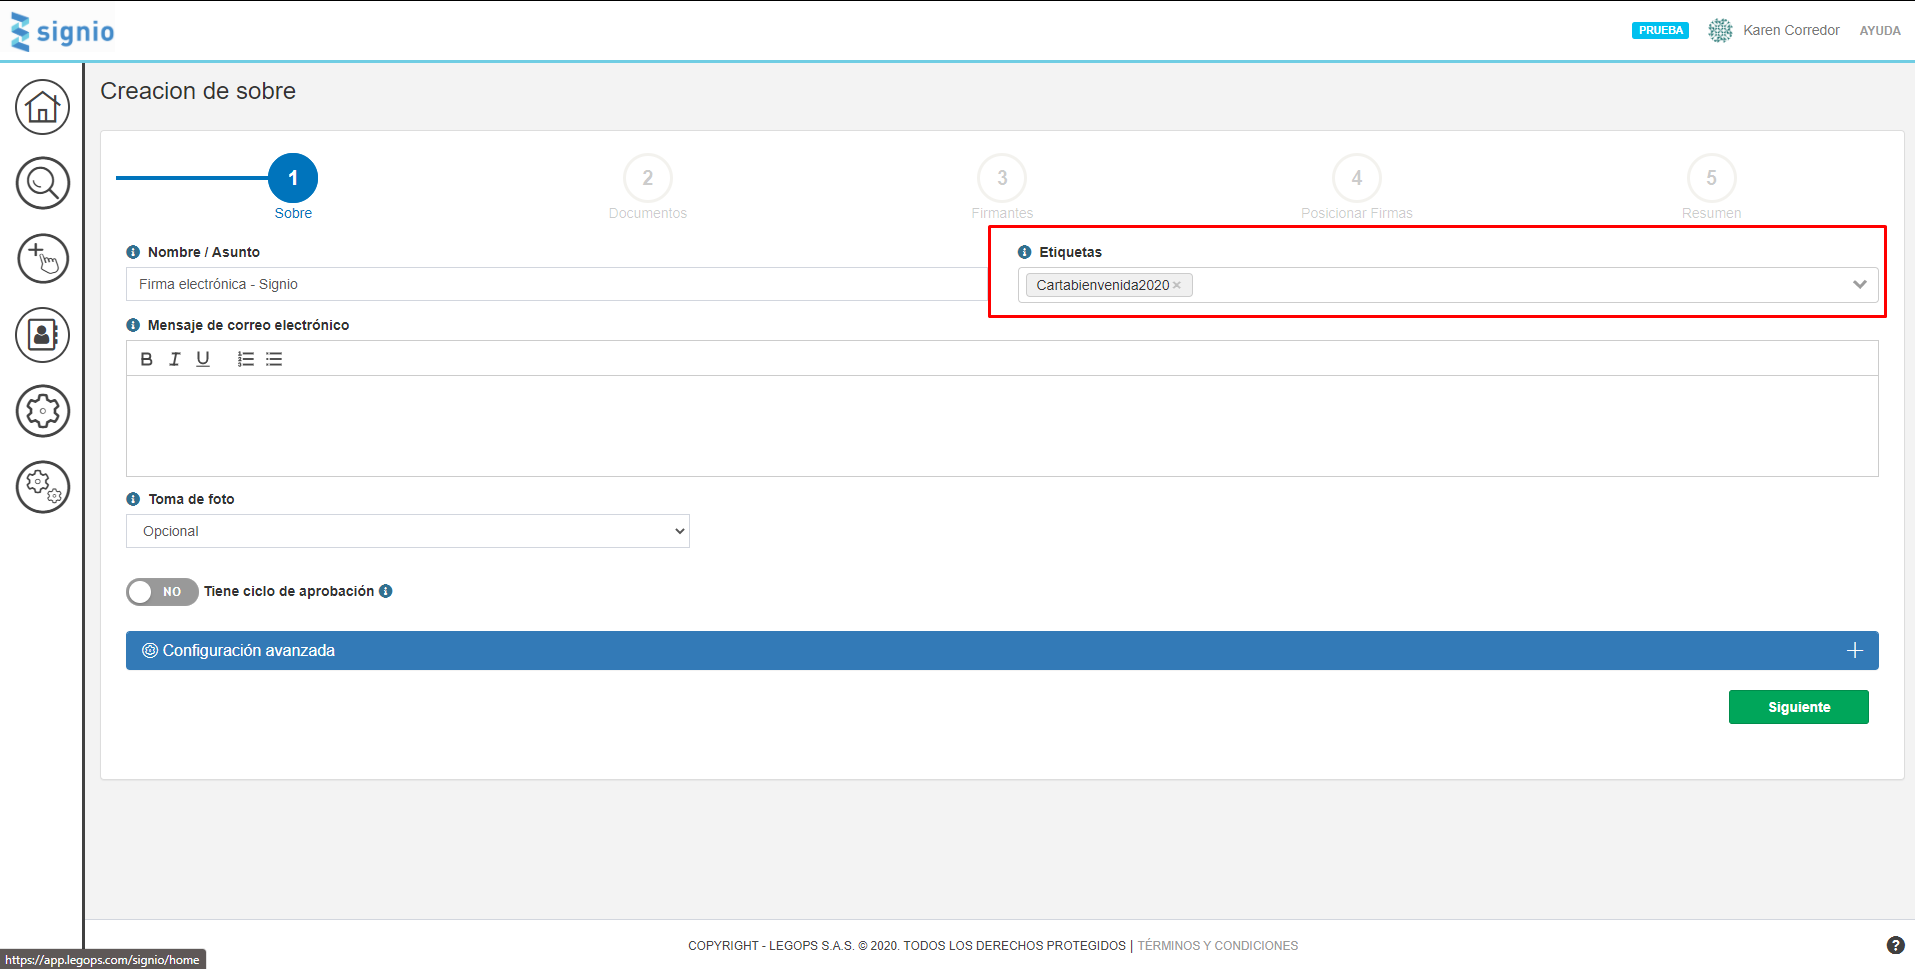 signio
PRUEBA Karen Corredor AYUDA
Creacion de sobre
1 2 3 4 5
Sobre Documentos Firmantes Posicionar Firmas Resumen
Nombre / Asunto Etiquetas
Firma electrónica - Signio Cartabienvenida2020 ×
Mensaje de correo electrónico
B I U
Toma de foto
Opcional
NO Tiene ciclo de aprobación
Configuración avanzada
Siguiente
COPYRIGHT - LEGOPS S.A.S. © 2020. TODOS LOS DERECHOS PROTEGIDOS | TÉRMINOS Y CONDICIONES
https://app.legops.com/signio/home